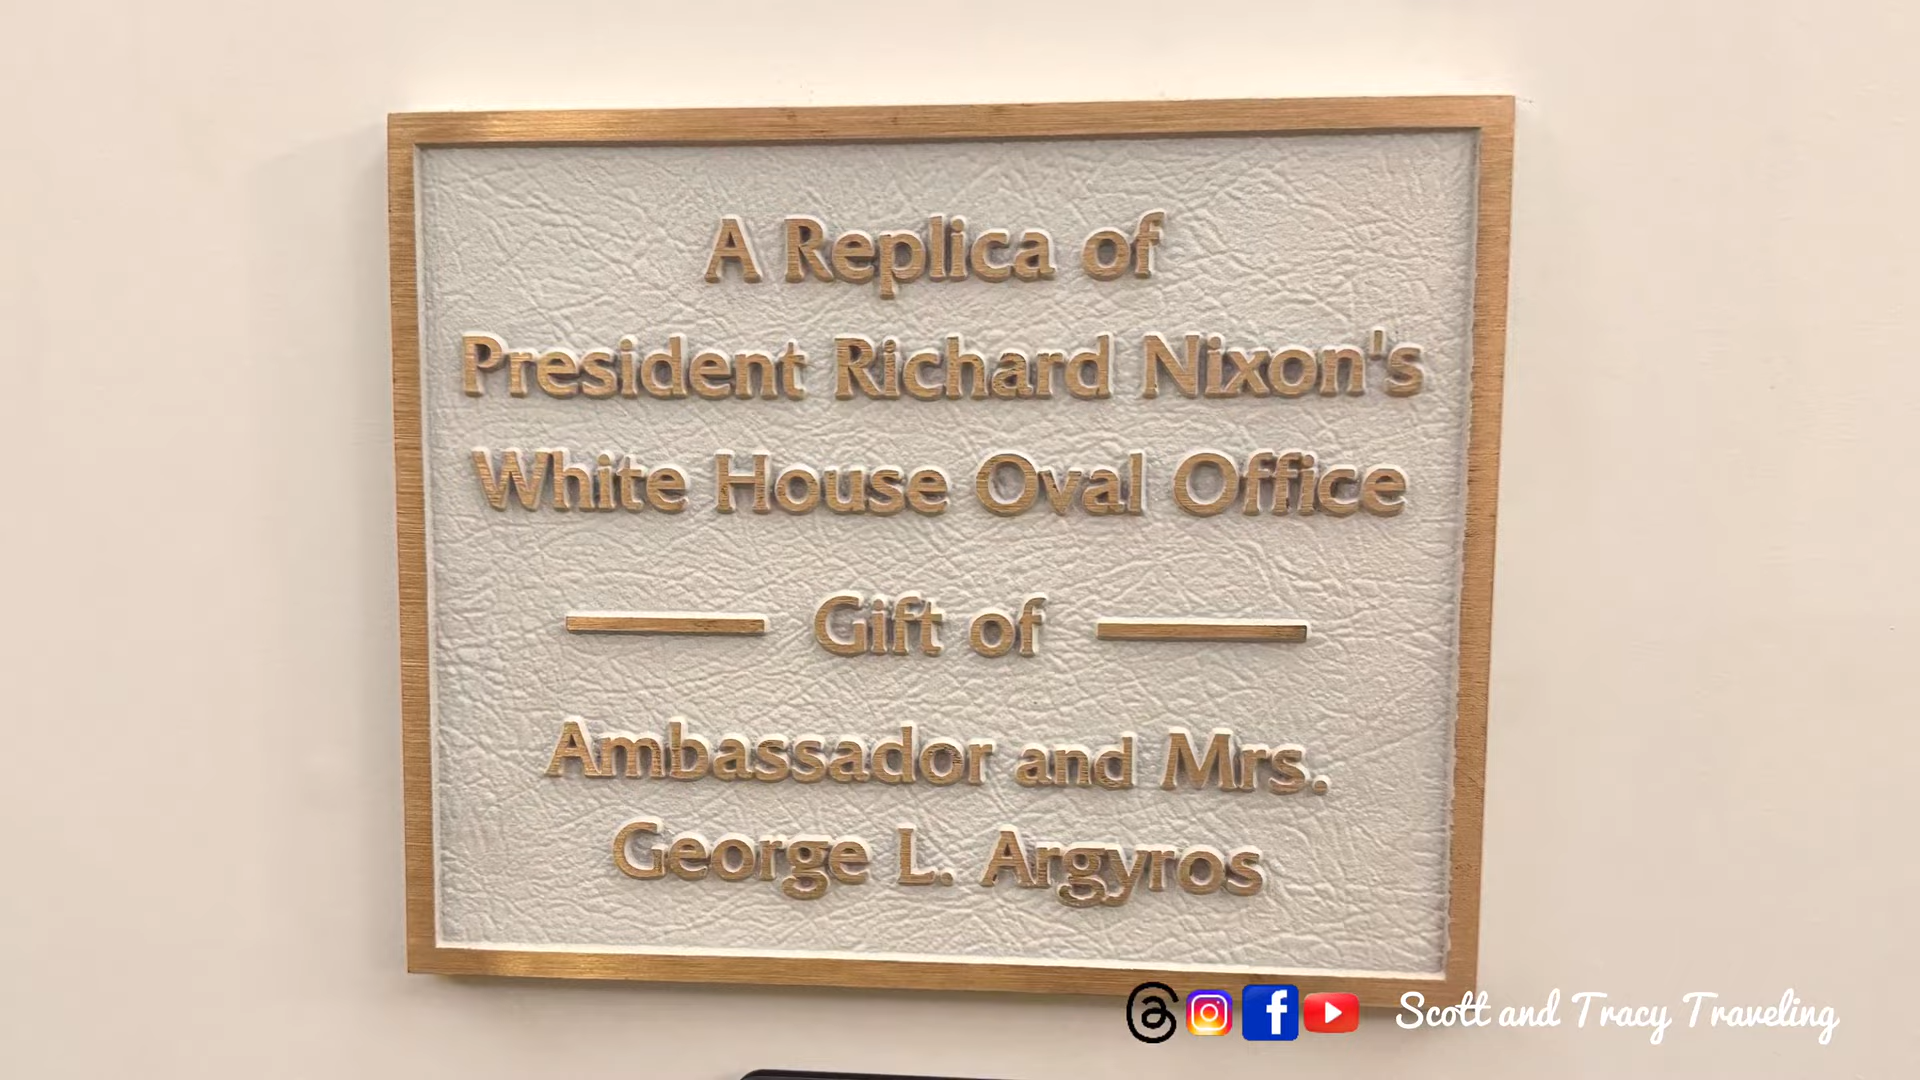 A Replica of
President Richard Nixon's
White House Oval Office
Gift of
Ambassador and Mrs.
George L. Argyros
Scott and Tracy Traveling